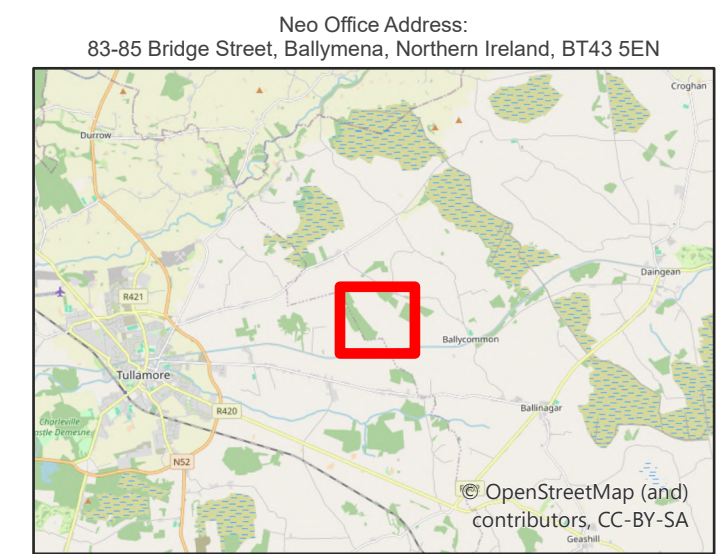 Neo Office Address:
83-85 Bridge Street, Ballymena, Northern Ireland, BT43 5EN
Croghan
Durrow
Daingean
R421
Ballycommon
Tullamore
Ballinagar
R420
Charleville
stle Demesne
N52
© OpenStreetMap (and)
contributors, CC-BY-SA
Geashill